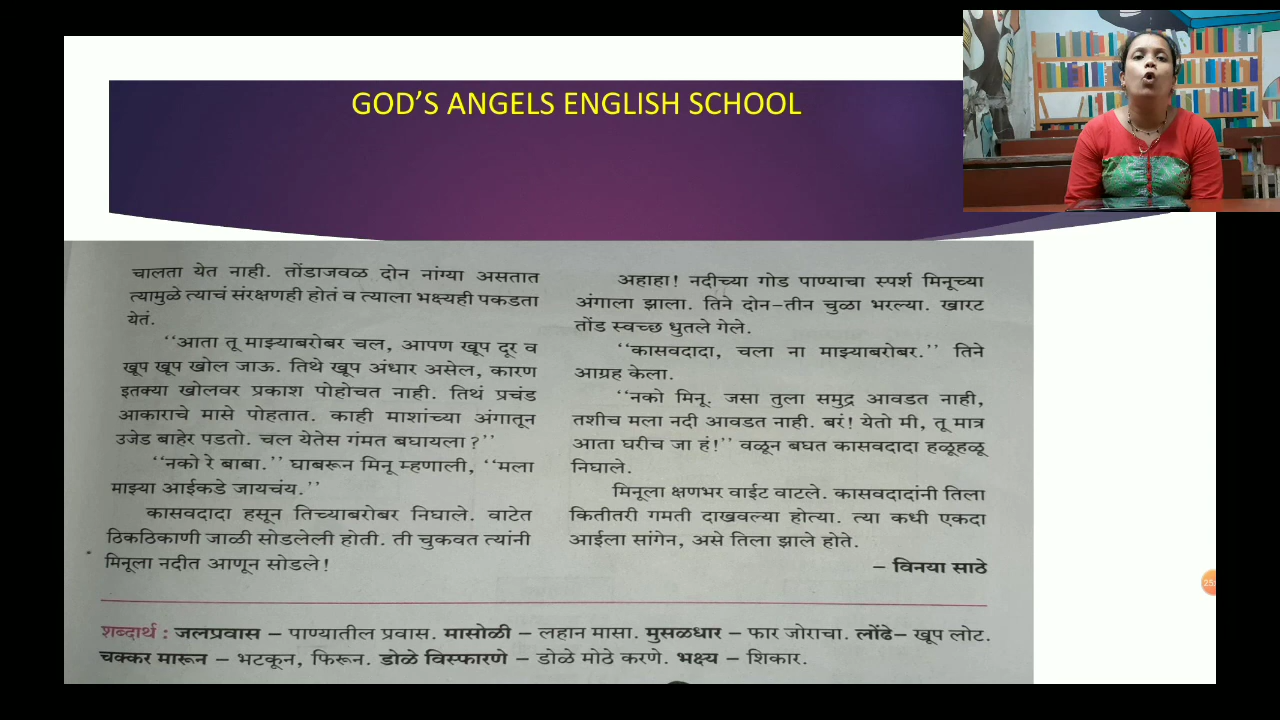 GOD'S ANGELS ENGLISH SCHOOL
चालता येत नाही. तोंडाजवळ दोन नांग्या असतात
त्यामुळे त्याचं संरक्षणही होतं व त्याला भक्ष्यही पकडता
येतं.
‘‘आता तू माझ्याबरोबर चल, आपण खूप दूर व
खूप खूप खोल जाऊ. तिथे खूप अंधार असेल, कारण
इतक्या खोलवर प्रकाश पोहोचत नाही. तिथं प्रचंड
आकाराचे मासे पोहतात. काही माशांच्या अंगातून
उजेड बाहेर पडतो. चल येतेस गंमत बघायला ?’’
‘‘नको रे बाबा.’’ घाबरून मिनू म्हणाली, ‘‘मला
माझ्या आईकडे जायचंय.’’
कासवदादा हसून तिच्याबरोबर निघाले. वाटेत
ठिकठिकाणी जाळी सोडलेली होती. ती चुकवत त्यांनी
मिनूला नदीत आणून सोडले !
अहाहा! नदीच्या गोड पाण्याचा स्पर्श मिनूच्या
अंगाला झाला. तिने दोन-तीन चुळा भरल्या. खारट
तोंड स्वच्छ धुतले गेले.
‘‘कासवदादा, चला ना माझ्याबरोबर.’’ तिने
आग्रह केला.
‘‘नको मिनू. जसा तुला समुद्र आवडत नाही,
तशीच मला नदी आवडत नाही. बरं! येतो मी, तू मात्र
आता घरीच जा हं!’’ वळून बघत कासवदादा हळूहळू
निघाले.
मिनूला क्षणभर वाईट वाटले. कासवदादांनी तिला
कितीतरी गमती दाखवल्या होत्या. त्या कधी एकदा
आईला सांगेन, असे तिला झाले होते.
– विनया साठे
शब्दार्थ : जलप्रवास – पाण्यातील प्रवास. मासोळी – लहान मासा. मुसळधार – फार जोराचा. लोंढे– खूप लोट.
चक्कर मारून – भटकून, फिरून. डोळे विस्फारणे – डोळे मोठे करणे. भक्ष्य – शिकार.